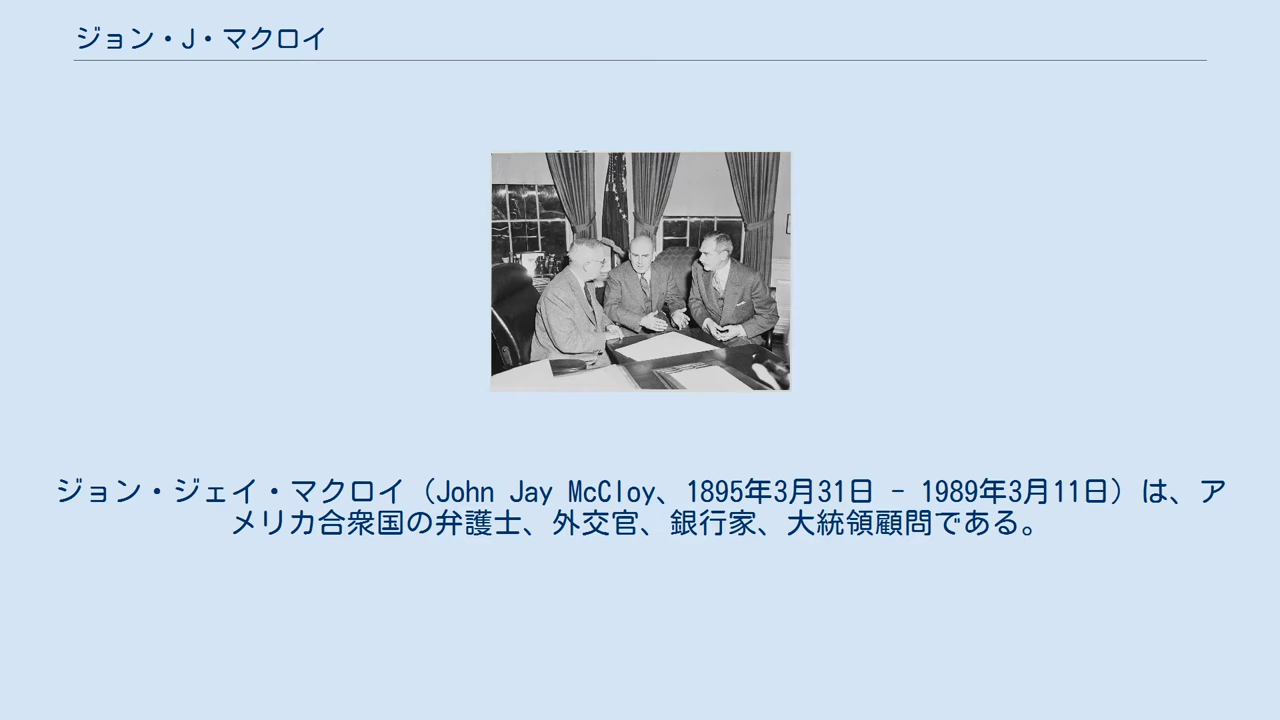 ジョン・J・マクロイ
ジョン・ジェイ・マクロイ（John Jay McCloy、1895年3月31日 - 1989年3月11日）は、ア
メリカ合衆国の弁護士、外交官、銀行家、大統領顧問である。